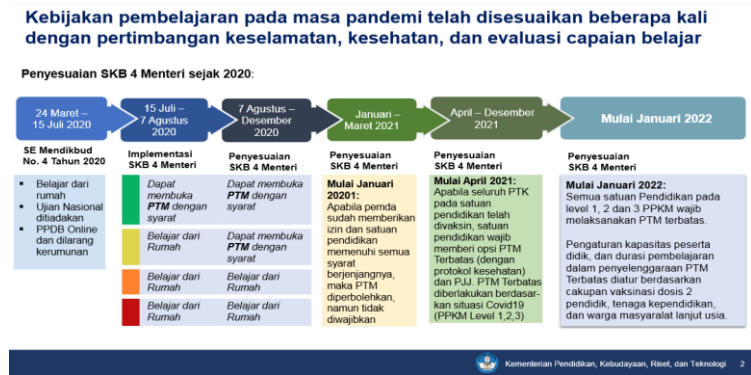 Kebijakan pembelajaran pada masa pandemi telah disesuaikan beberapa kali
dengan pertimbangan keselamatan, kesehatan, dan evaluasi capaian belajar
Penyesuaian SKB 4 Menteri sejak 2020:
24 Maret –
15 Juli 2020
15 Juli –
7 Agustus
2020
7 Agustus –
Desember
2020
Januari –
Maret 2021
April – Desember
2021
Mulai Januari 2022
SE Mendikbud
No. 4 Tahun 2020
▪ Belajar dari
rumah
▪ Ujian Nasional
ditiadakan
▪ PPDB Online
dan dilarang
kerumunan
Implementasi
SKB 4 Menteri
Dapat
membuka
PTM dengan
syarat
Belajar dari
Rumah
Belajar dari
Rumah
Belajar dari
Rumah
Penyesuaian
SKB 4 Menteri
Dapat membuka
PTM dengan
syarat
Dapat membuka
PTM dengan
syarat
Belajar dari
Rumah
Belajar dari
Rumah
Penyesuaian
SKB 4 Menteri
Mulai Januari
20201:
Apabila pemda
sudah memberikan
izin dan satuan
pendidikan
memenuhi semua
syarat
berjenjangnya,
maka PTM
diperbolehkan,
namun tidak
diwajibkan
Penyesuaian
SKB 4 Menteri
Mulai April 2021:
Apabila seluruh PTK
pada satuan
pendidikan telah
divaksin, satuan
pendidikan wajib
memberi opsi PTM
Terbatas (dengan
protokol kesehatan)
dan PJJ. PTM Terbatas
diberlakukan berdasar-
kan situasi Covid19
(PPKM Level 1,2,3)
Penyesuaian
SKB 4 Menteri
Mulai Januari 2022:
Semua satuan Pendidikan pada
level 1, 2 dan 3 PPKM wajib
melaksanakan PTM terbatas.
Pengaturan kapasitas peserta
didik, dan durasi pembelajaran
dalam penyelenggaraan PTM
Terbatas diatur berdasarkan
cakupan vaksinasi dosis 2
pendidik, tenaga kependidikan,
dan warga masyaralat lanjut usia.
Kementerian Pendidikan, Kebudayaan, Riset, dan Teknologi 2